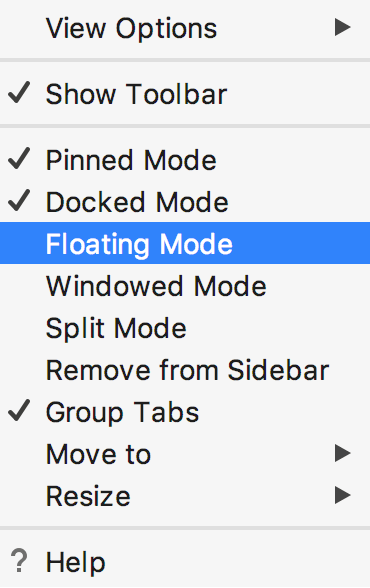 View Options
Show Toolbar
Pinned Mode
Docked Mode
Floating Mode
Windowed Mode
Split Mode
Remove from Sidebar
Group Tabs
Move to
Resize
? Help